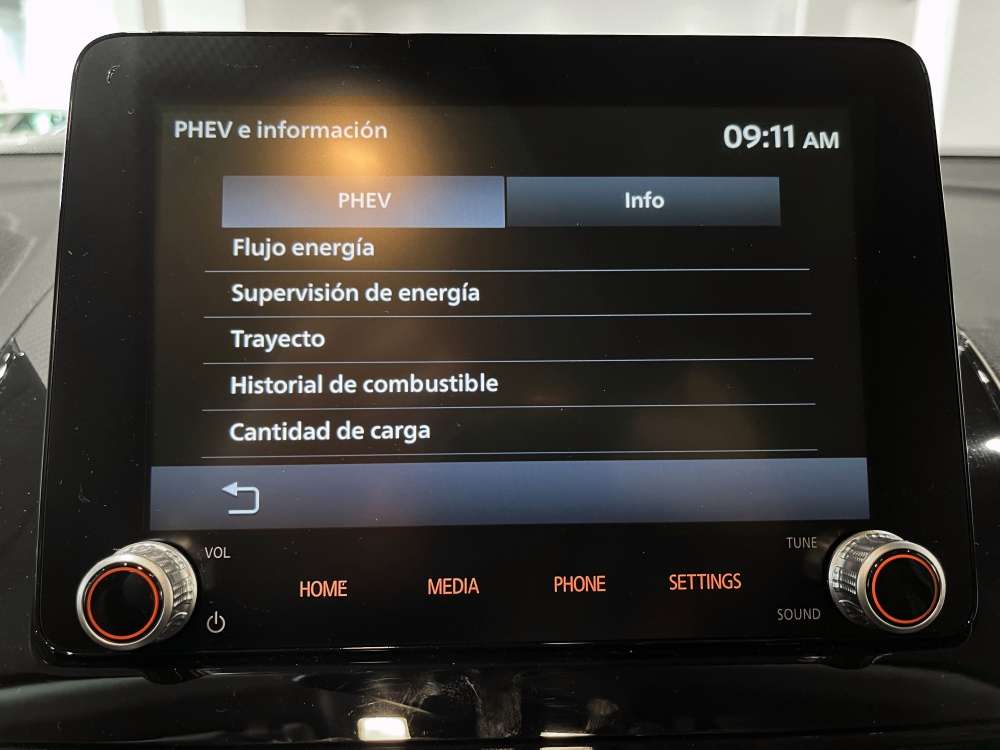 PHEV e información
09:11 AM
PHEV
Info
Flujo energía
Supervisión de energía
Trayecto
Historial de combustible
Cantidad de carga
VOL
TUNE
HOME
MEDIA
PHONE
SETTINGS
SOUND